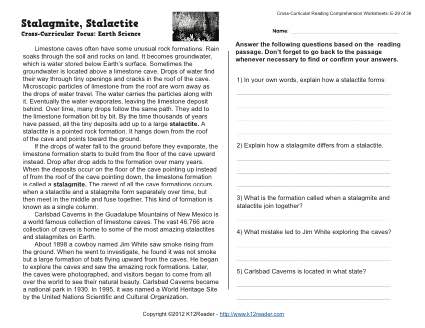 Cross-Curricular Reading Comprehension Worksheets: E-29 of 36
Stalagmite, Stalactite
Cross-Curricular Focus: Earth Science
Name:
Limestone caves often have some unusual rock formations. Rain
soaks through the soil and rocks on land. It becomes groundwater,
which is water stored below Earth's surface. Sometimes the
groundwater is located above a limestone cave. Drops of water find
their way through tiny openings and cracks in the roof of the cave.
Microscopic particles of limestone from the roof are worn away as
the drops of water travel. The water carries the particles along with
it. Eventually the water evaporates, leaving the limestone deposit
behind. Over time, many drops follow the same path. They add to
the limestone formation bit by bit. By the time thousands of years
have passed, all the tiny deposits add up to a large stalactite. A
stalactite is a pointed rock formation. It hangs down from the roof
of the cave and points toward the ground.
If the drops of water fall to the ground before they evaporate, the
limestone formation starts to build from the floor of the cave upward
instead. Drop after drop adds to the formation over many years.
When the deposits occur on the floor of the cave pointing up instead
of from the roof of the cave pointing down, the limestone formation
is called a stalagmite. The rarest of all the cave formations occurs
when a stalactite and a stalagmite form separately over time, but
then meet in the middle and fuse together. This kind of formation is
known as a single column.
Carlsbad Caverns in the Guadalupe Mountains of New Mexico is
a world famous collection of limestone caves. The vast 46,766 acre
collection of caves is home to some of the most amazing stalactites
and stalagmites on Earth.
About 1898 a cowboy named Jim White saw smoke rising from
the ground. When he went to investigate, he found it was not smoke
but a large formation of bats flying upward from the caves. He began
to explore the caves and saw the amazing rock formations. Later,
the caves were photographed, and visitors began to come from all
over the world to see their natural beauty. Carlsbad Caverns became
a national park in 1930. In 1995, it was named a World Heritage Site
by the United Nations Scientific and Cultural Organization.
Answer the following questions based on the reading
passage. Don't forget to go back to the passage
whenever necessary to find or confirm your answers.
1) In your own words, explain how a stalactite forms:
2) Explain how a stalagmite differs from a stalactite.
3) What is the formation called when a stalagmite and
stalactite join together?
4) What mistake led to Jim White exploring the caves?
5) Carlsbad Caverns is located in what state?
Copyright ©2012 K12Reader - http://www.k12reader.com